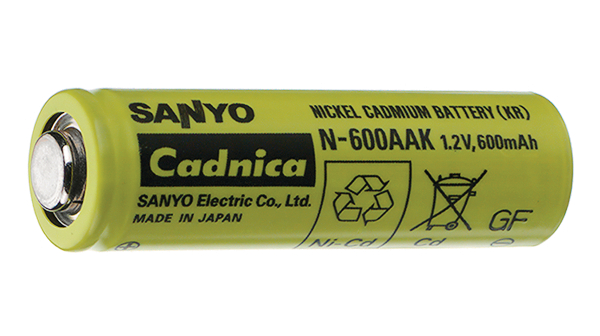 SANYO
Cadnica
SANYO Electric Co., Ltd.
MADE IN JAPAN
NICKEL CADMIUM BATTERY (KR)
N-600AAK 1.2V, 600mAh
Ni-Cd
Cd
GF